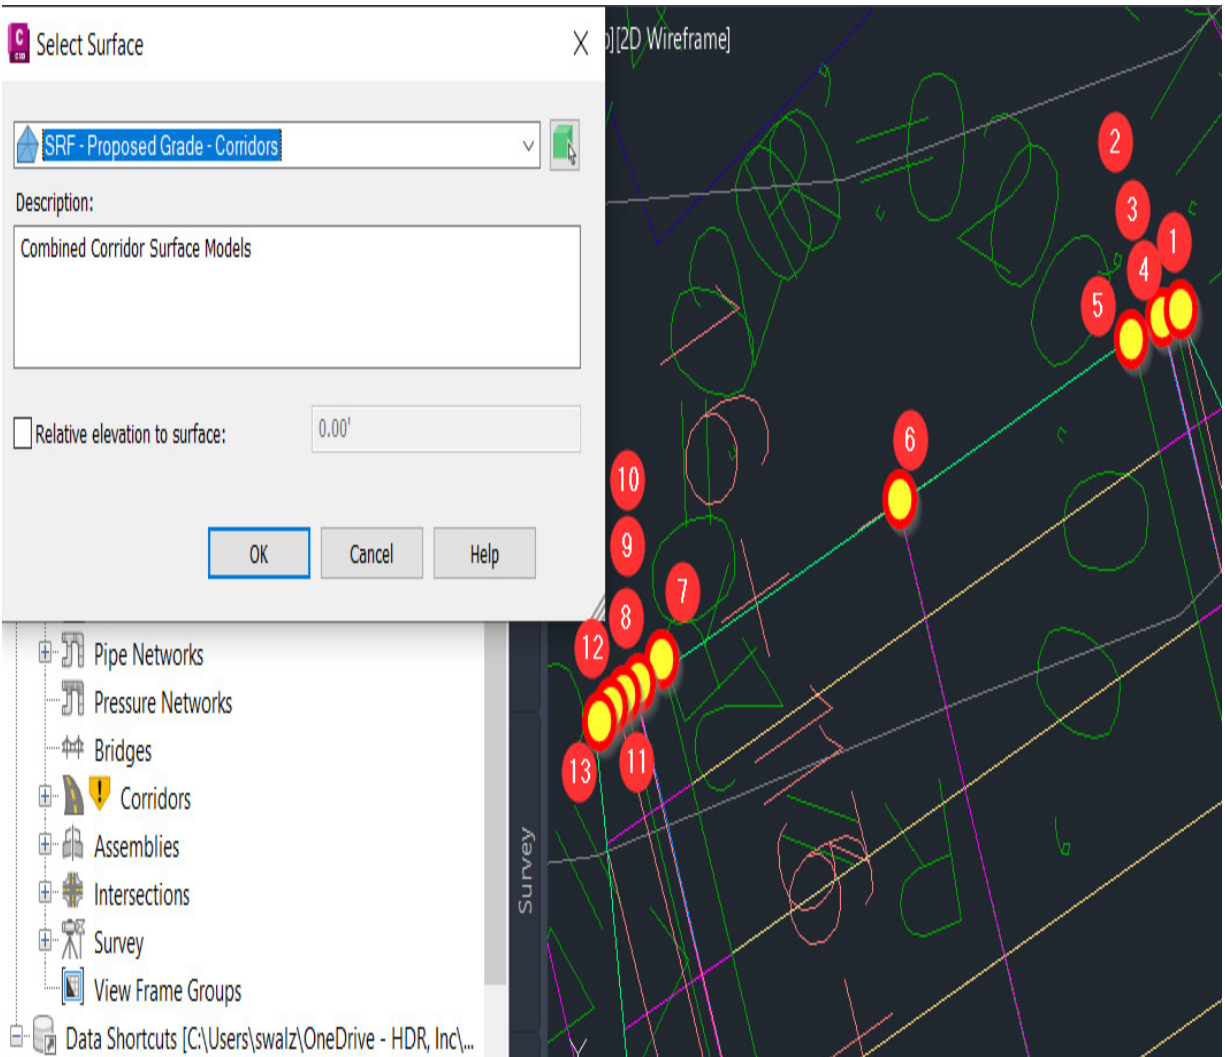 Select Surface
][2D Wireframe]
SRF - Proposed Grade - Corridors
Description:
Combined Corridor Surface Models
Relative elevation to surface:
0.00'
OK
Cancel
Help
2
3
1
4
5
6
10
9
7
8
12
13
11
Pipe Networks
Pressure Networks
Bridges
Corridors
Assemblies
Intersections
Survey
View Frame Groups
Data Shortcuts [C:\Users\swalz\OneDrive - HDR, Inc\...
Survey